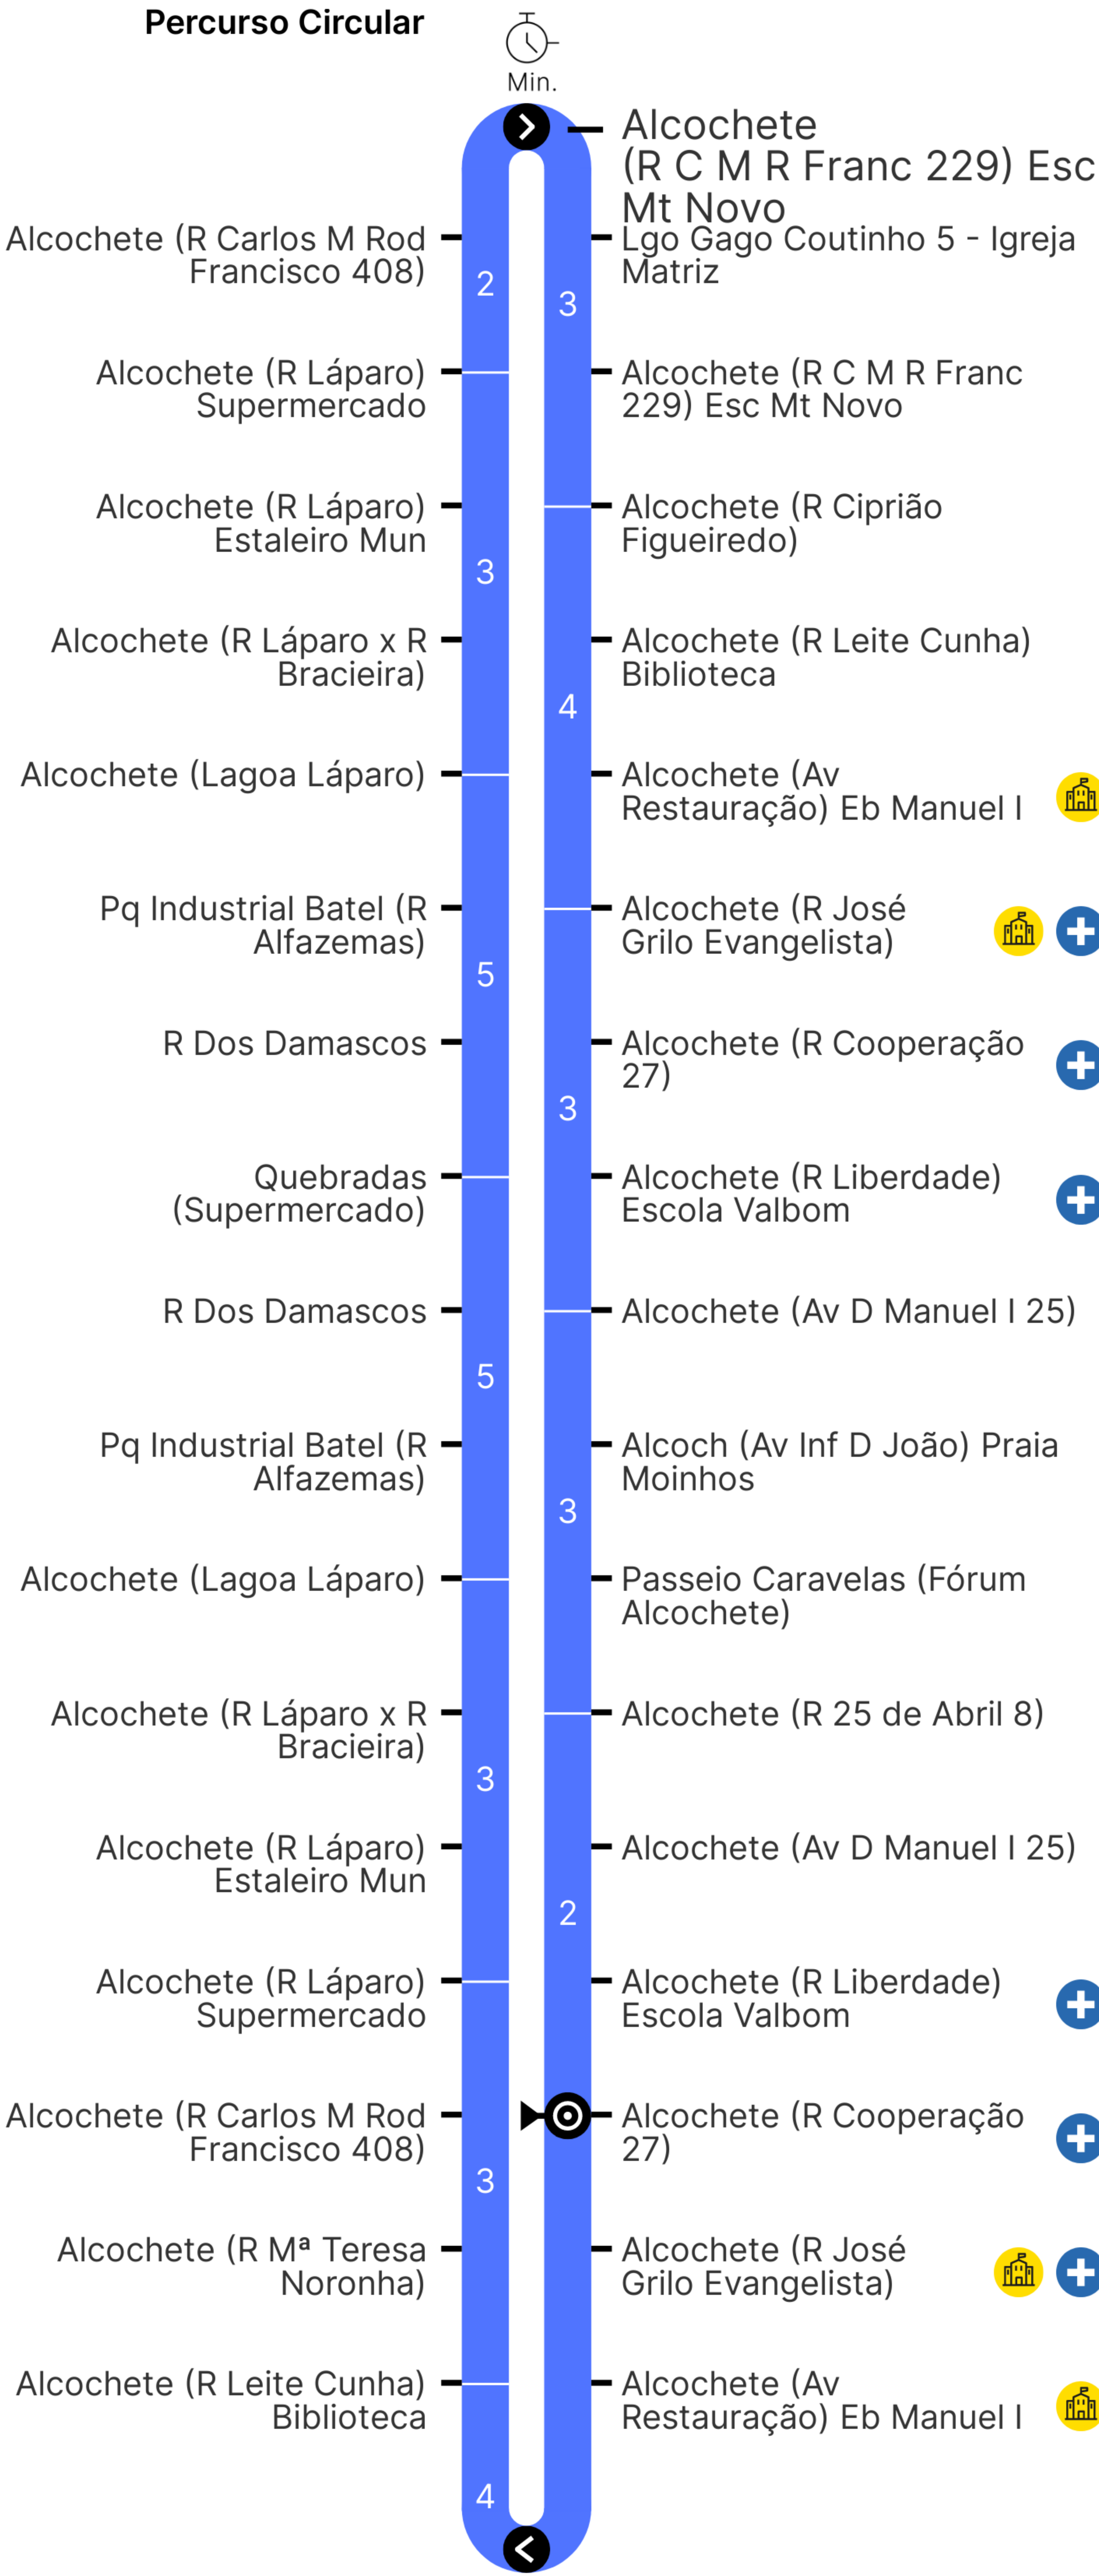 Percurso Circular
Min.
Alcochete
(R C M R Franc 229) Esc
Mt Novo
Lgo Gago Coutinho 5 - Igreja
Matriz
3
Alcochete (R C M R Franc
229) Esc Mt Novo
Alcochete (R Ciprião
Figueiredo)
Alcochete (R Leite Cunha)
Biblioteca
4
Alcochete (Av
Restauração) Eb Manuel I
Alcochete (R José
Grilo Evangelista)
Alcochete (R Cooperação
27)
3
Alcochete (R Liberdade)
Escola Valbom
Alcochete (Av D Manuel I 25)
Alcoch (Av Inf D João) Praia
Moinhos
3
Passeio Caravelas (Fórum
Alcochete)
Alcochete (R 25 de Abril 8)
Alcochete (Av D Manuel I 25)
2
Alcochete (R Liberdade)
Escola Valbom
Alcochete (R Cooperação
27)
Alcochete (R José
Grilo Evangelista)
Alcochete (Av
Restauração) Eb Manuel I
Alcochete (R Carlos M Rod
Francisco 408)
2
Alcochete (R Láparo)
Supermercado
Alcochete (R Láparo)
Estaleiro Mun
3
Alcochete (R Láparo x R
Bracieira)
Alcochete (Lagoa Láparo)
Pq Industrial Batel (R
Alfazemas)
5
R Dos Damascos
Quebradas
(Supermercado)
R Dos Damascos
5
Pq Industrial Batel (R
Alfazemas)
Alcochete (Lagoa Láparo)
Alcochete (R Láparo x R
Bracieira)
3
Alcochete (R Láparo)
Estaleiro Mun
Alcochete (R Láparo)
Supermercado
Alcochete (R Carlos M Rod
Francisco 408)
3
Alcochete (R Mª Teresa
Noronha)
Alcochete (R Leite Cunha)
Biblioteca
4